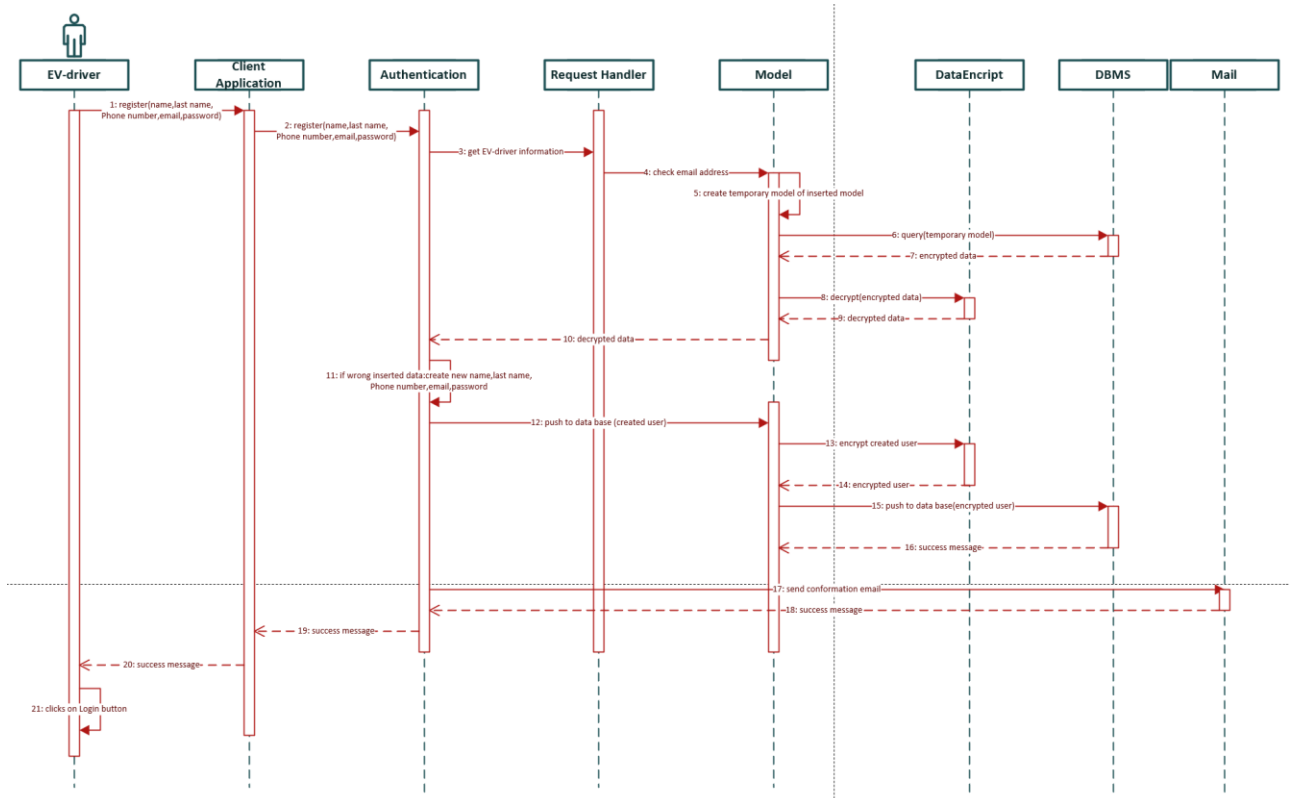 EV-driver
Client
Application
Authentication
Request Handler
Model
DataEncript
DBMS
Mail
1: register(name,last name,
Phone number,email,password)
2: register(name,last name,
Phone number,email,password)
3: get EV-driver information
4: check email address
5: create temporary model of inserted model
6: query(temporary model)
7: encrypted data
8: decrypt(encrypted data)
9: decrypted data
10: decrypted data
11: if wrong inserted data:create new name,last name,
Phone number,email,password
12: push to data base (created user)
13: encrypt created user
14: encrypted user
15: push to data base(encrypted user)
16: success message
17: send conformation email
18: success message
19: success message
20: success message
21: clicks on Login button